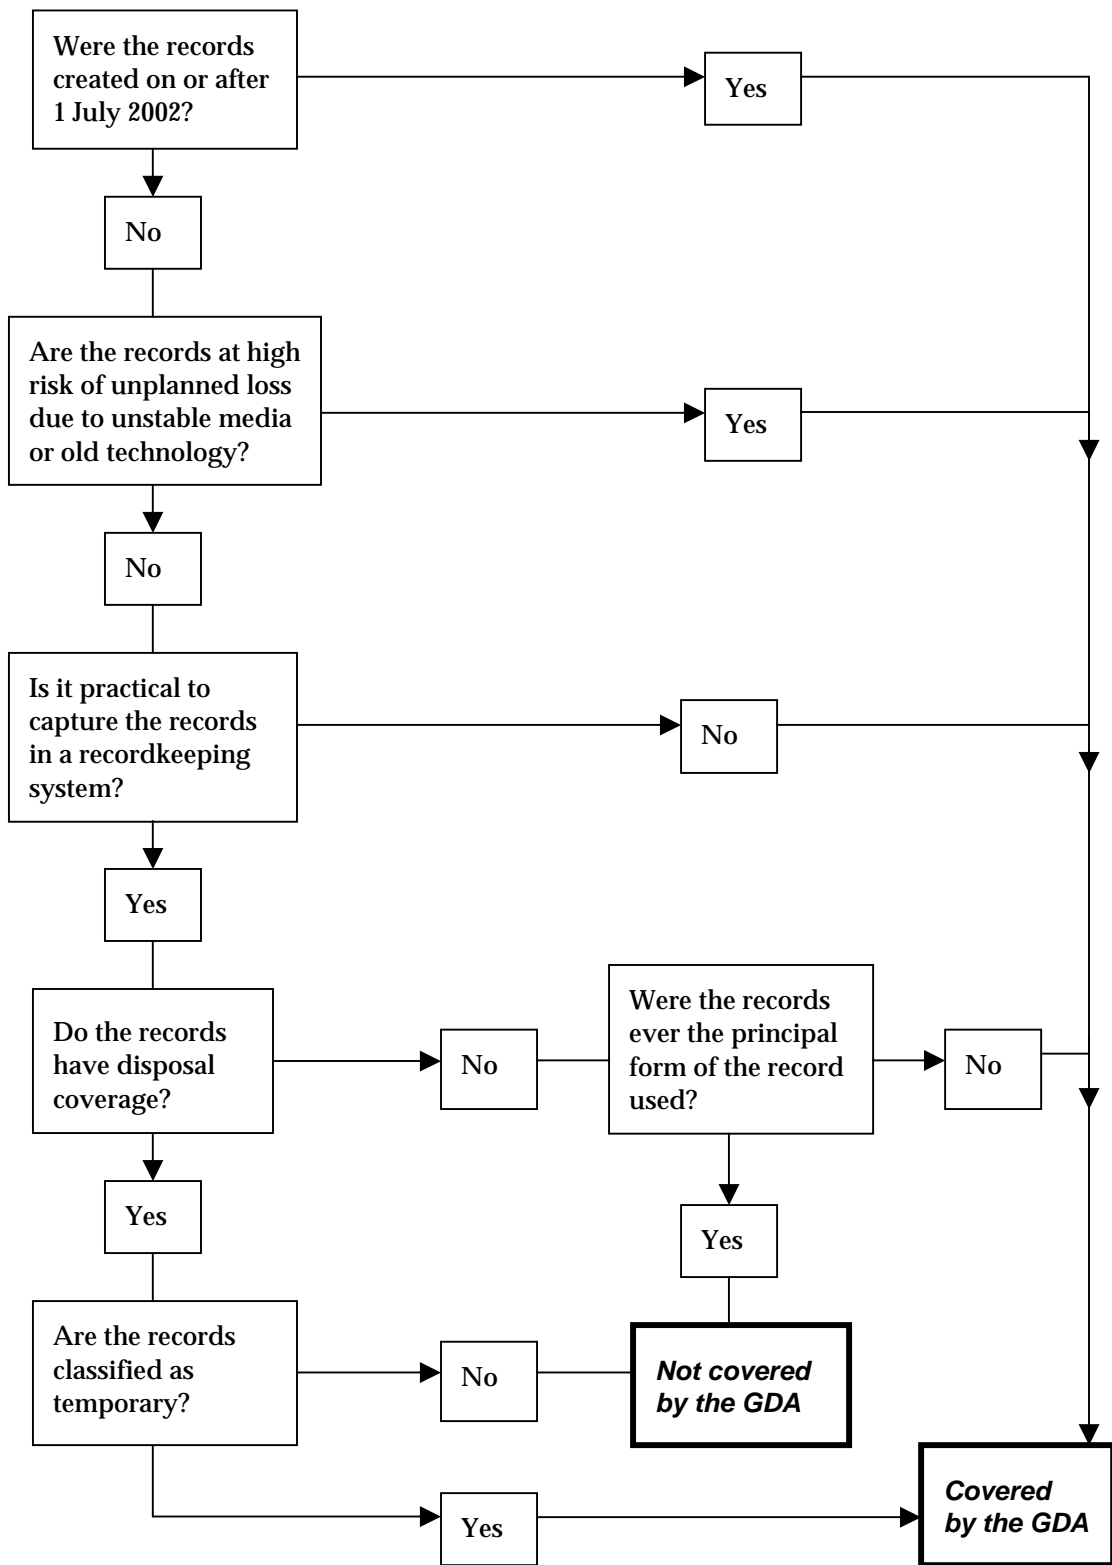 Were the records
created on or after
1 July 2002?
Yes
No
Are the records at high
risk of unplanned loss
due to unstable media
or old technology?
Yes
No
Is it practical to
capture the records
in a recordkeeping
system?
No
Yes
Do the records
have disposal
coverage?
No
Were the records
ever the principal
form of the record
used?
No
Yes
Yes
Are the records
classified as
temporary?
No
Not covered
by the GDA
Yes
Covered
by the GDA